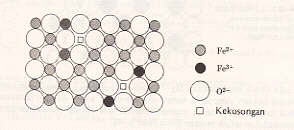 Fe²⁺
Fe³⁺
O²⁻
Kekosongan